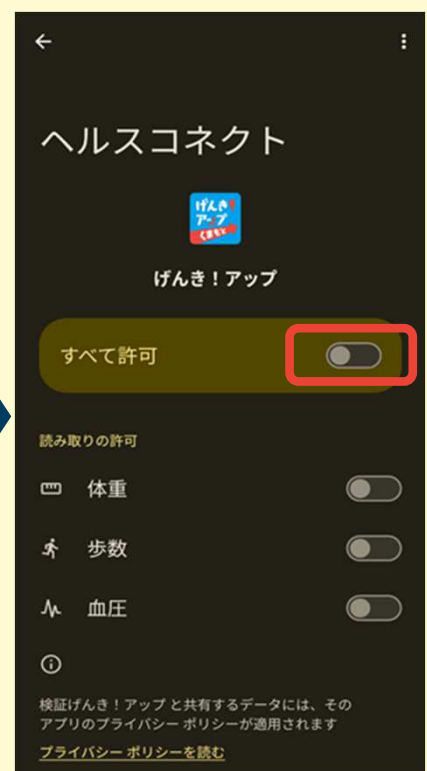 ヘルスコネクト
げんき!
アップ
くまもと
げんき！アップ
すべて許可
読み取りの許可
体重
歩数
血圧
検証げんき！アップ と共有するデータには、その
アプリのプライバシー ポリシーが適用されます
プライバシー ポリシーを読む